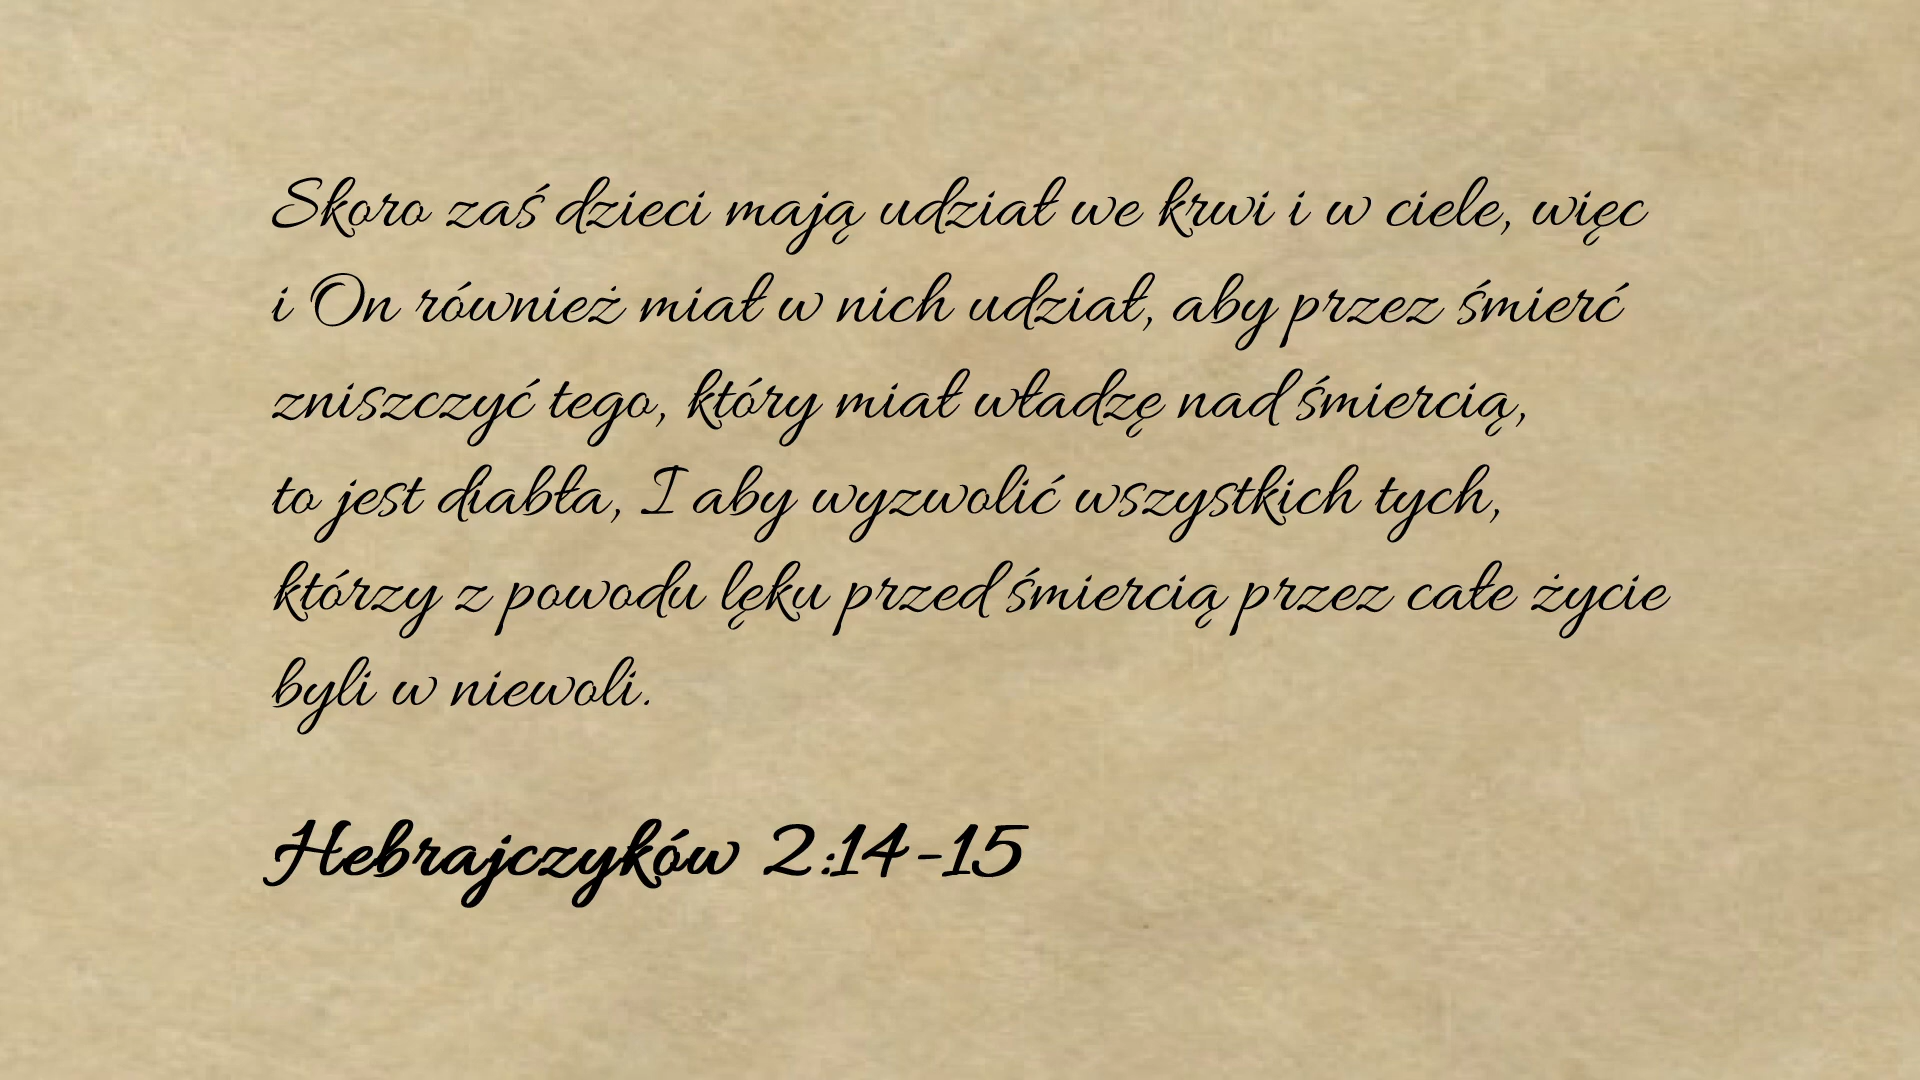 Skoro zaś dzieci mają udział we krwi i w ciele, więc
i On również miał w nich udział, aby przez śmierć
zniszczyć tego, który miał władzę nad śmiercią,
to jest diabła, I aby wyzwolić wszystkich tych,
którzy z powodu lęku przed śmiercią przez całe życie
byli w niewoli.
Hebrajczyków 2:14-15